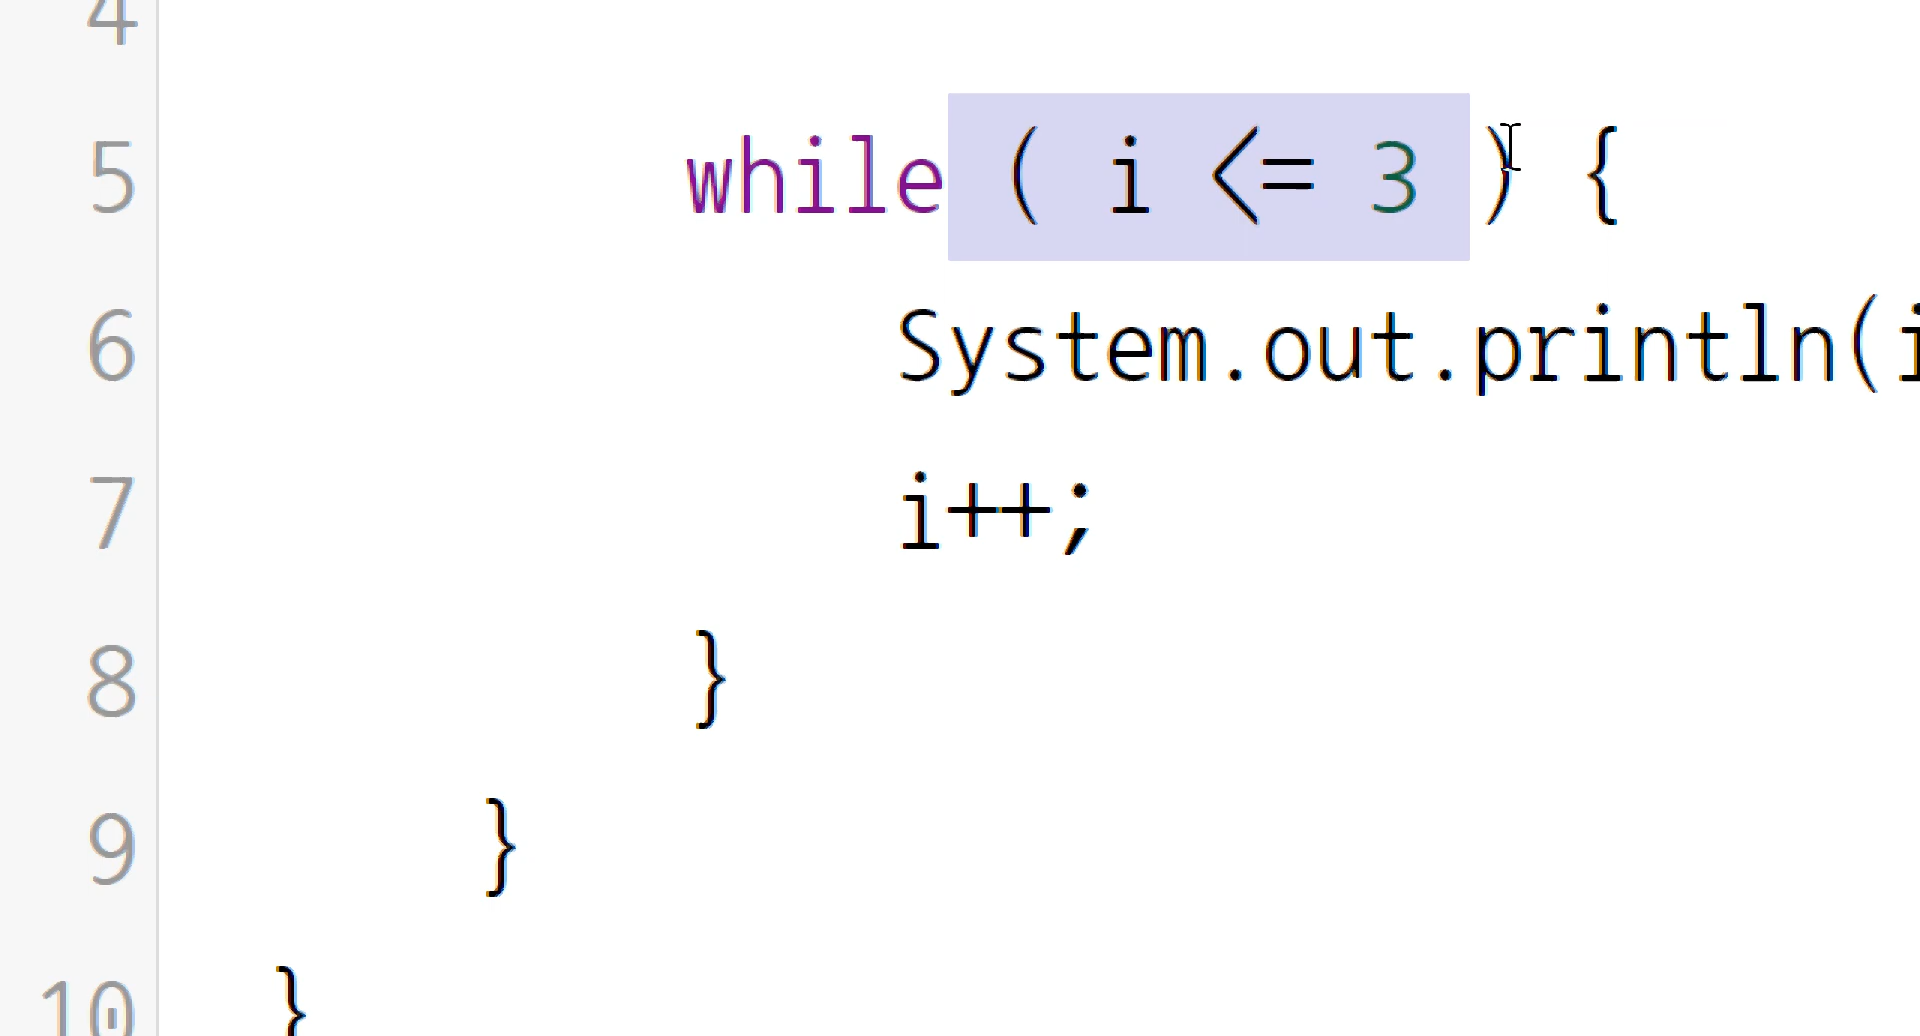 4
5 while ( i <= 3 ) {
6 System.out.println(i
7 i++;
8 }
9 }
10 }